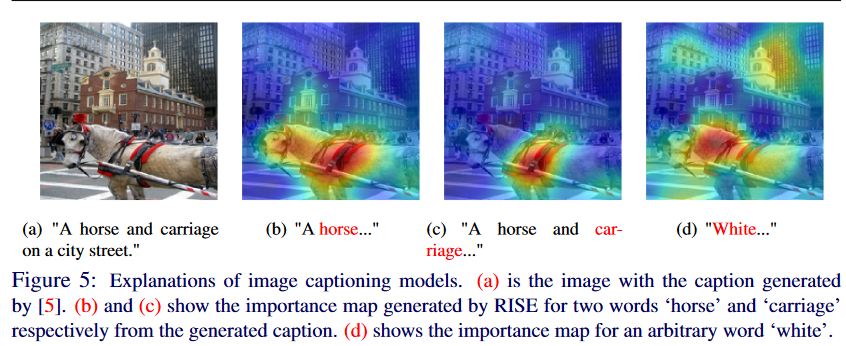 (a) "A horse and carriage
on a city street."
(b) "A horse..."
(c) "A horse and car-
riage..."
(d) "White..."
Figure 5: Explanations of image captioning models. (a) is the image with the caption generated
by [5]. (b) and (c) show the importance map generated by RISE for two words ‘horse’ and ‘carriage’
respectively from the generated caption. (d) shows the importance map for an arbitrary word ‘white’.